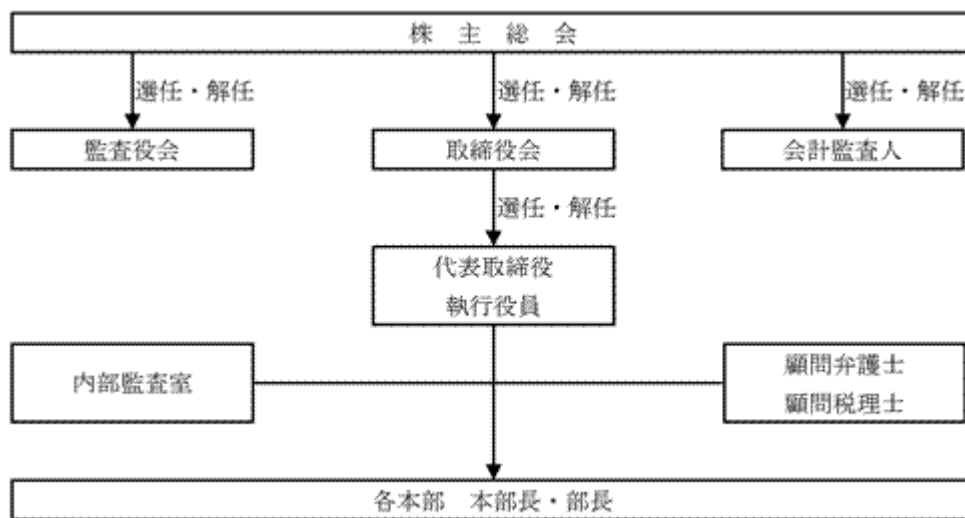 株 主 総 会
選任・解任
選任・解任
選任・解任
監査役会
取締役会
会計監査人
選任・解任
代表取締役
執行役員
内部監査室
顧問弁護士
顧問税理士
各本部 本部長・部長